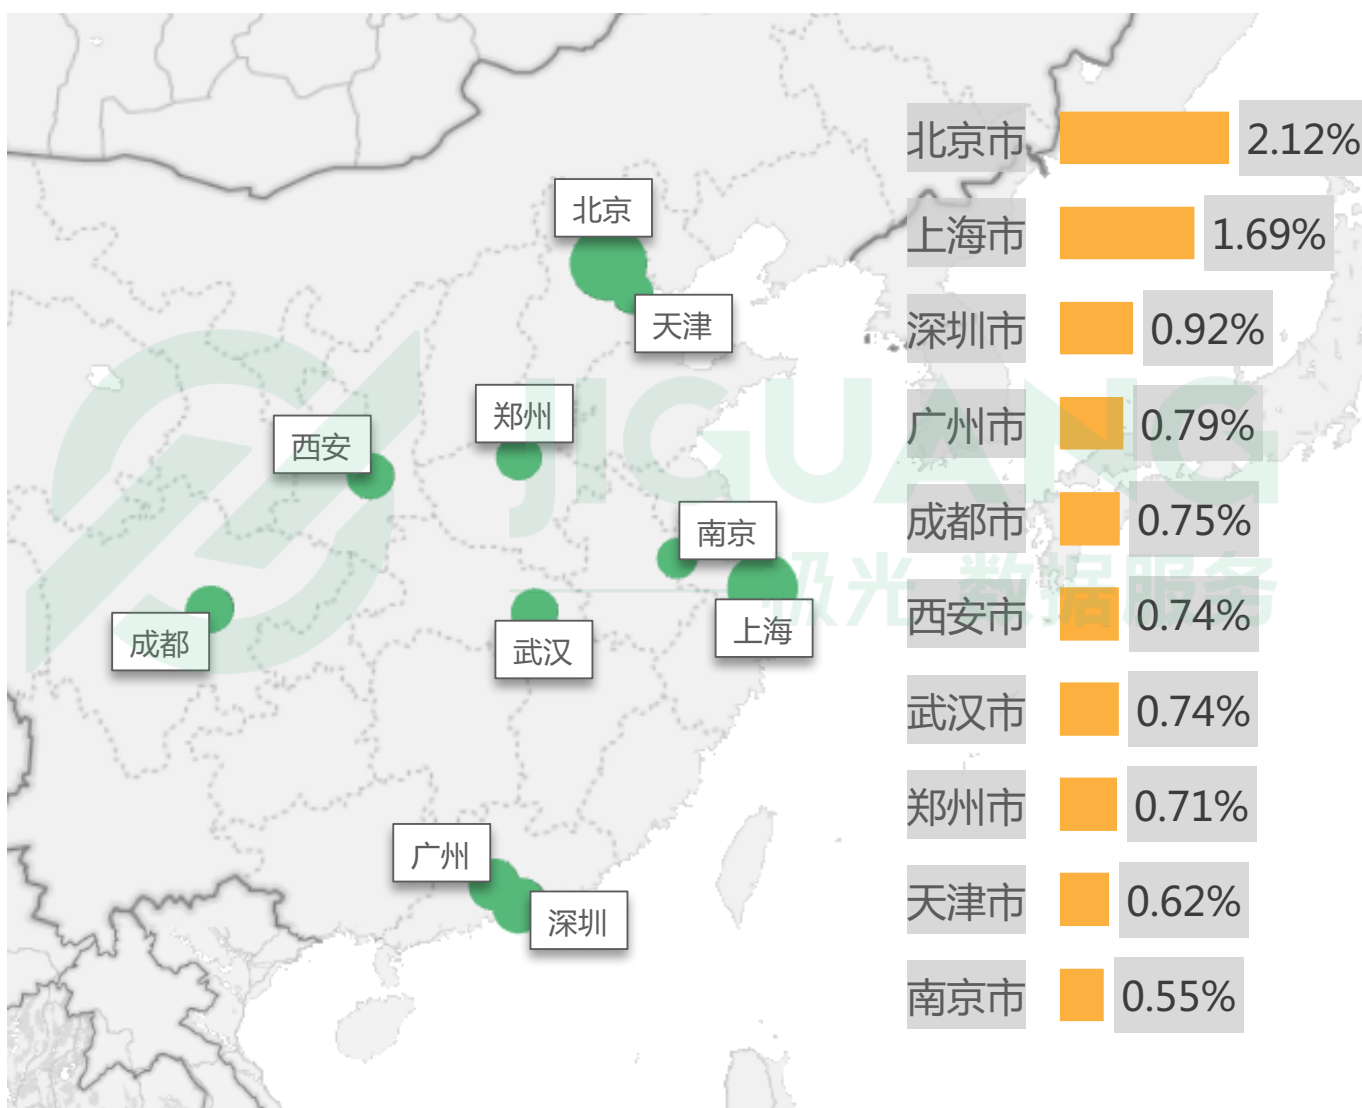 北京
天津
郑州
西安
南京
上海
成都
武汉
广州
深圳
北京市 2.12%
上海市 1.69%
深圳市 0.92%
广州市 0.79%
成都市 0.75%
西安市 0.74%
武汉市 0.74%
郑州市 0.71%
天津市 0.62%
南京市 0.55%
JIGUANG
极光 数据服务